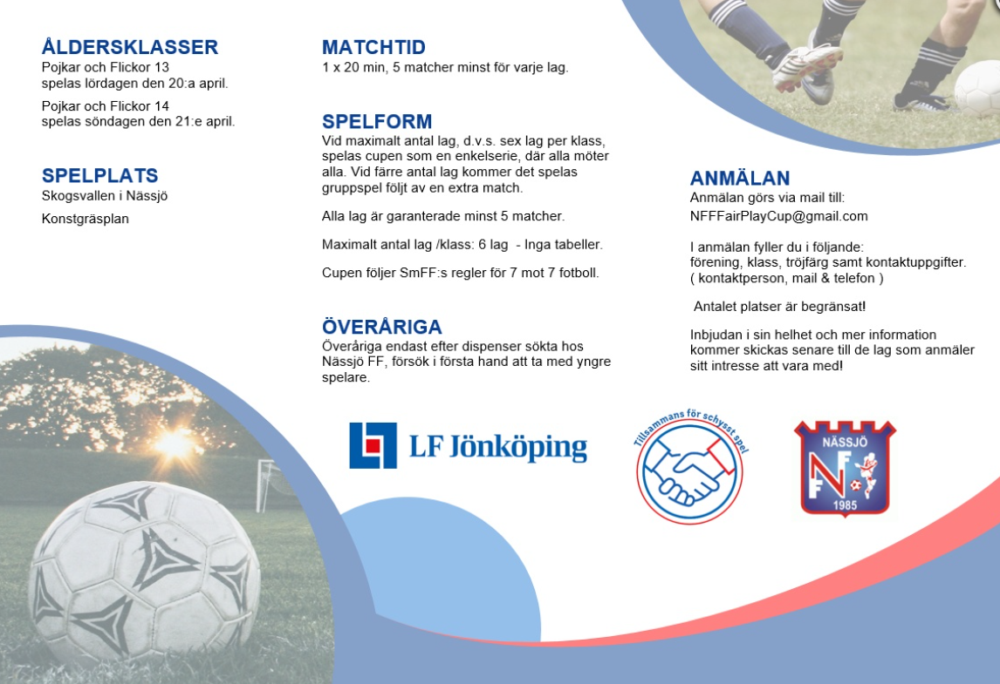 ÅLDERSKLASSER
Pojkar och Flickor 13
spelas lördagen den 20:a april.
Pojkar och Flickor 14
spelas söndagen den 21:e april.
SPELPLATS
Skogsvallen i Nässjö
Konstgräsplan
MATCHTID
1 x 20 min, 5 matcher minst för varje lag.
SPELFORM
Vid maximalt antal lag, d.v.s. sex lag per klass,
spelas cupen som en enkelserie, där alla möter
alla. Vid färre antal lag kommer det spelas
gruppspel följt av en extra match.
Alla lag är garanterade minst 5 matcher.
Maximalt antal lag /klass: 6 lag  - Inga tabeller.
Cupen följer SmFF:s regler för 7 mot 7 fotboll.
ÖVERÅRIGA
Överåriga endast efter dispenser sökta hos
Nässjö FF, försök i första hand att ta med yngre
spelare.
ANMÄLAN
Anmälan görs via mail till:
NFFFairPlayCup@gmail.com
I anmälan fyller du i följande:
förening, klass, tröjfärg samt kontaktuppgifter.
( kontaktperson, mail & telefon )
Antalet platser är begränsat!
Inbjudan i sin helhet och mer information
kommer skickas senare till de lag som anmäler
sitt intresse att vara med!
LF Jönköping
Tillsammans för schysst spel
NÄSSJÖ
N F F
1985